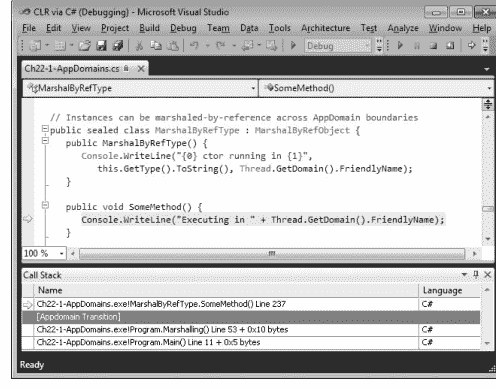 CLR via C# (Debugging) - Microsoft Visual Studio
File Edit View Project Build Debug Team Data Tools Architecture Test Analyze Window Help
Debug
Ch22-1-AppDomains.cs
MarshalByRefType
SomeMethod()
// Instances can be marshaled-by-reference across AppDomain boundaries
public sealed class MarshalByRefType : MarshalByRefObject {
public MarshalByRefType() {
Console.WriteLine("{0} ctor running in {1}",
this.GetType().ToString(), Thread.GetDomain().FriendlyName);
}
public void SomeMethod() {
Console.WriteLine("Executing in " + Thread.GetDomain().FriendlyName);
}
100 %
Call Stack
Name Language
Ch22-1-AppDomains.exe!MarshalByRefType.SomeMethod() Line 237 C#
[Appdomain Transition]
Ch22-1-AppDomains.exe!Program.Marshalling() Line 53 + 0x10 bytes C#
Ch22-1-AppDomains.exe!Program.Main() Line 11 + 0x5 bytes C#
Ready